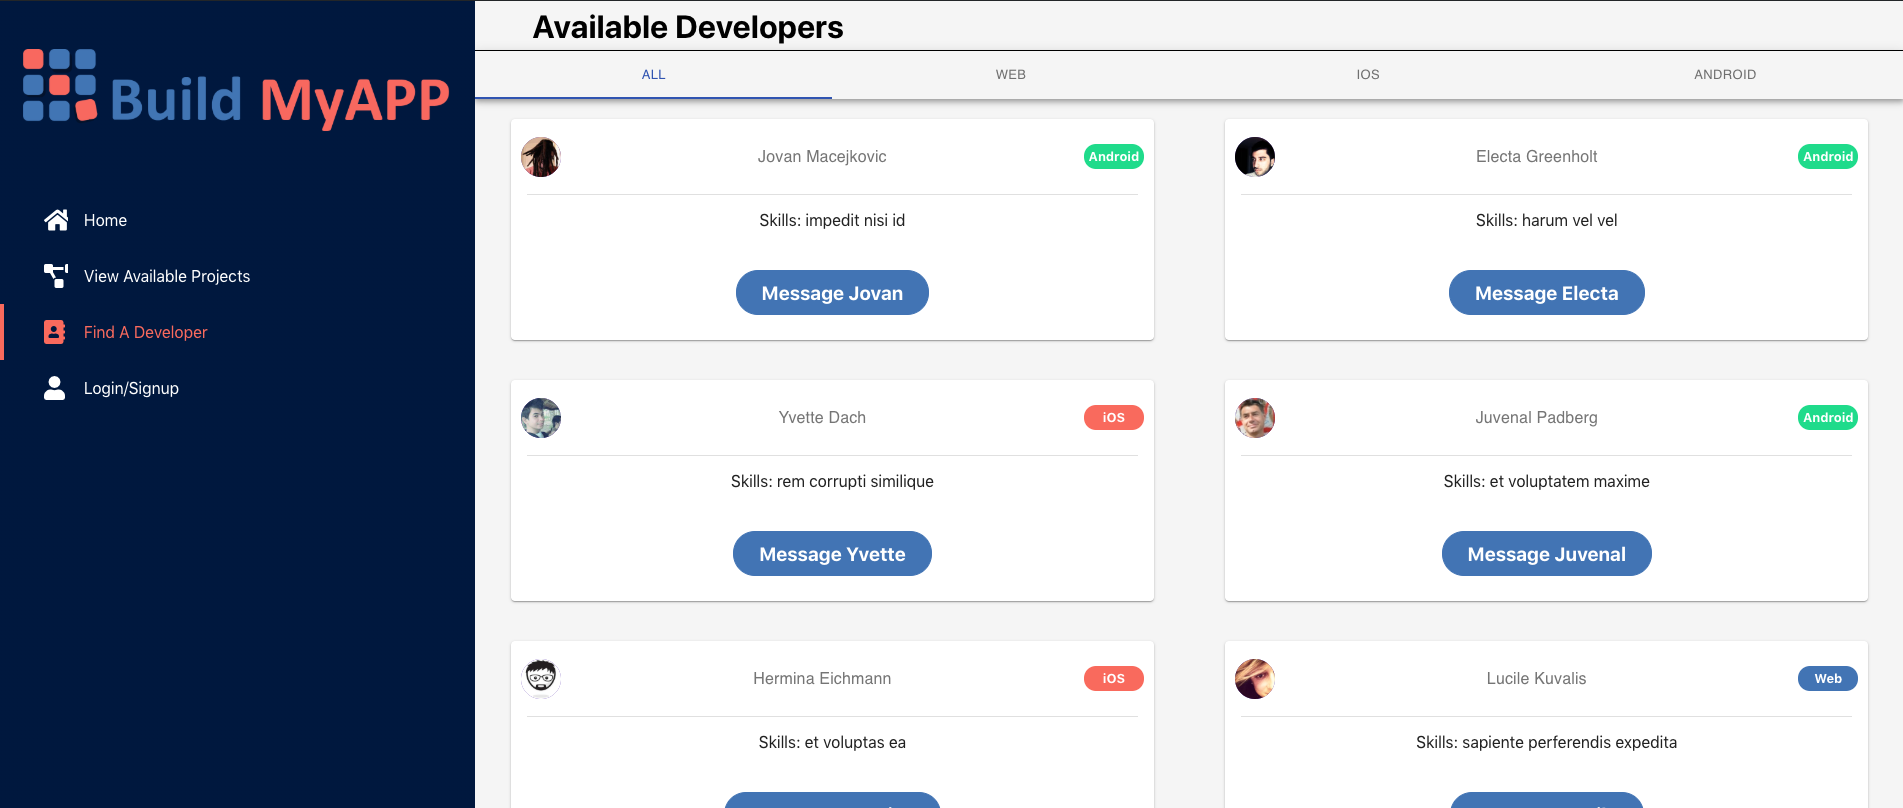 Build MyAPP
Home
View Available Projects
Find A Developer
Login/Signup
Available Developers
ALL WEB IOS ANDROID
Jovan Macejkovic Android
Skills: impedit nisi id
Message Jovan
Electa Greenholt Android
Skills: harum vel vel
Message Electa
Yvette Dach iOS
Skills: rem corrupti similique
Message Yvette
Juvenal Padberg Android
Skills: et voluptatem maxime
Message Juvenal
Hermina Eichmann iOS
Skills: et voluptas ea
Lucile Kuvalis Web
Skills: sapiente perferendis expedita